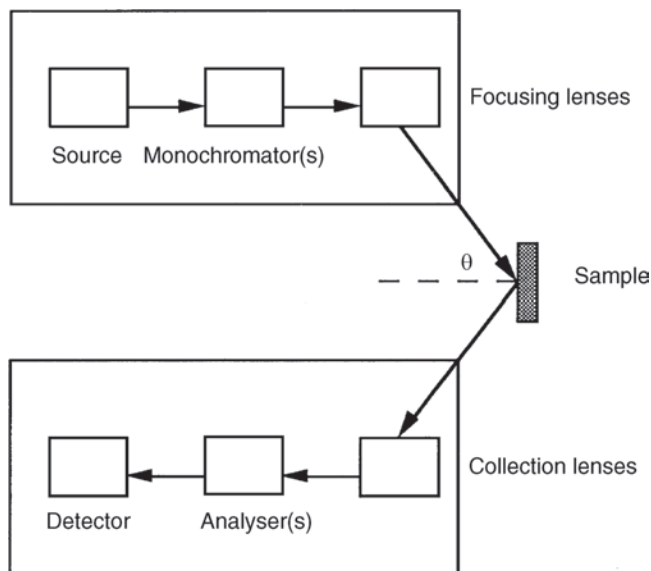 Focusing lenses
Source Monochromator(s)
θ
Sample
Collection lenses
Detector Analyser(s)